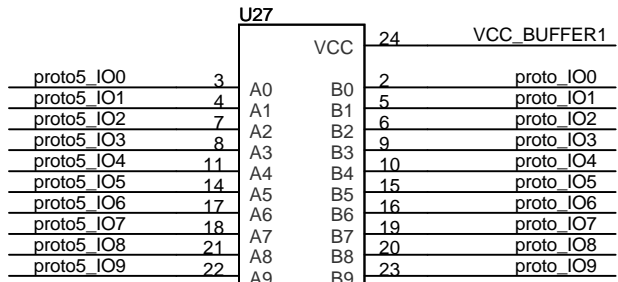 U27
VCC 24 VCC_BUFFER1
proto5_IO0 3 A0 B0 2 proto_IO0
proto5_IO1 4 A1 B1 5 proto_IO1
proto5_IO2 7 A2 B2 6 proto_IO2
proto5_IO3 8 A3 B3 9 proto_IO3
proto5_IO4 11 A4 B4 10 proto_IO4
proto5_IO5 14 A5 B5 15 proto_IO5
proto5_IO6 17 A6 B6 16 proto_IO6
proto5_IO7 18 A7 B7 19 proto_IO7
proto5_IO8 21 A8 B8 20 proto_IO8
proto5_IO9 22 A9 B9 23 proto_IO9